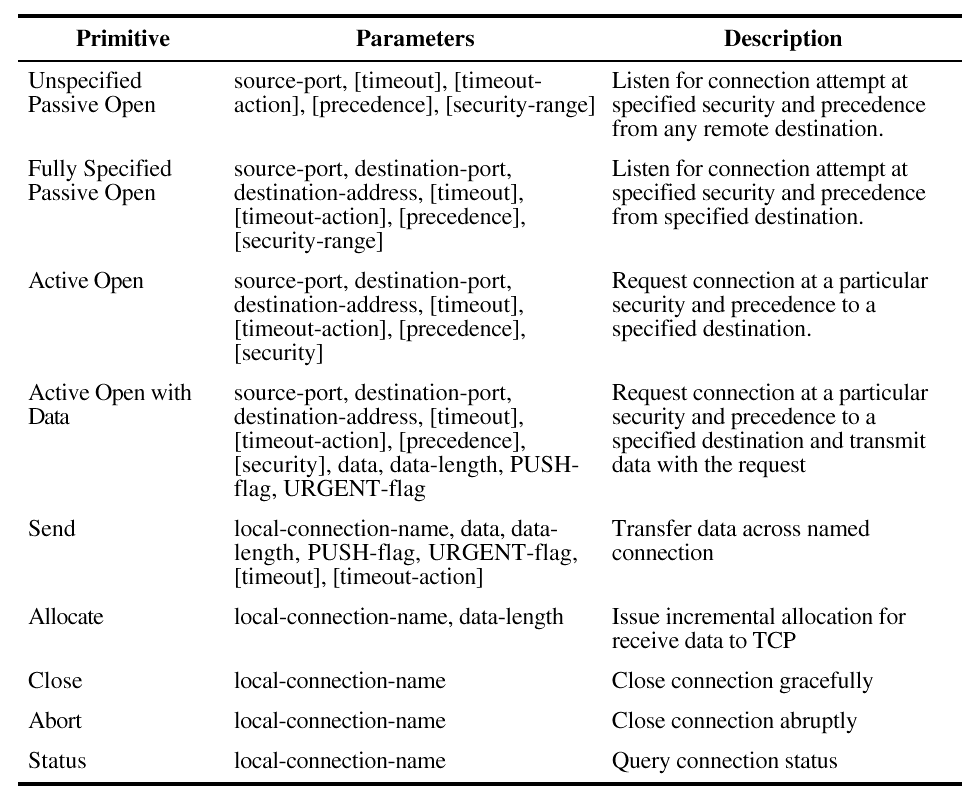 Primitive Parameters Description
Unspecified Passive Open
source-port, [timeout], [timeout-
action], [precedence], [security-range]
Listen for connection attempt at
specified security and precedence
from any remote destination.
Fully Specified
Passive Open
source-port, destination-port,
destination-address, [timeout],
[timeout-action], [precedence],
[security-range]
Listen for connection attempt at
specified security and precedence
from specified destination.
Active Open
source-port, destination-port,
destination-address, [timeout],
[timeout-action], [precedence],
[security]
Request connection at a particular
security and precedence to a
specified destination.
Active Open with
Data
source-port, destination-port,
destination-address, [timeout],
[timeout-action], [precedence],
[security], data, data-length, PUSH-
flag, URGENT-flag
Request connection at a particular
security and precedence to a
specified destination and transmit
data with the request
Send
local-connection-name, data, data-
length, PUSH-flag, URGENT-flag,
[timeout], [timeout-action]
Transfer data across named
connection
Allocate
local-connection-name, data-length
Issue incremental allocation for
receive data to TCP
Close
local-connection-name
Close connection gracefully
Abort
local-connection-name
Close connection abruptly
Status
local-connection-name
Query connection status